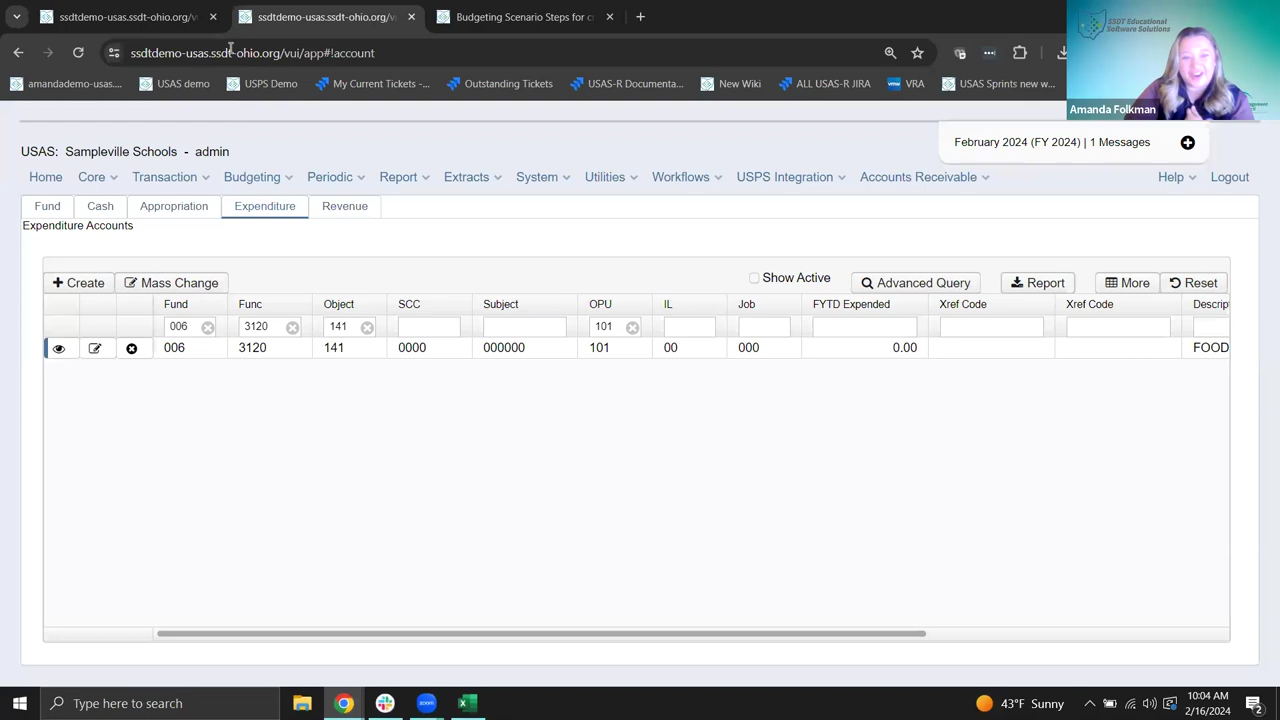 ssdtdemo-usas.ssdt-ohio.org/v
ssdtdemo-usas.ssdt-ohio.org/v
Budgeting Scenario Steps for c
ssdtdemo-usas.ssdt-ohio.org/vui/app#!account
amandademo-usas....
USAS demo
USPS Demo
My Current Tickets -...
Outstanding Tickets
USAS-R Documenta...
New Wiki
ALL USAS-R JIRA
VRA
USAS Sprints new w...
SSDT Educational
Software Solutions
Amanda Folkman
USAS: Sampleville Schools - admin
February 2024 (FY 2024) | 1 Messages
Home Core Transaction Budgeting Periodic Report Extracts System Utilities Workflows USPS Integration Accounts Receivable Help Logout
Fund Cash Appropriation Expenditure Revenue
Expenditure Accounts
Create Mass Change Show Active Advanced Query Report More Reset
Fund Func Object SCC Subject OPU IL Job FYTD Expended Xref Code Xref Code Descrip
006 3120 141 101
006 3120 141 0000 000000 101 00 000 0.00 FOOD
Type here to search
43°F Sunny
10:04 AM
2/16/2024
2